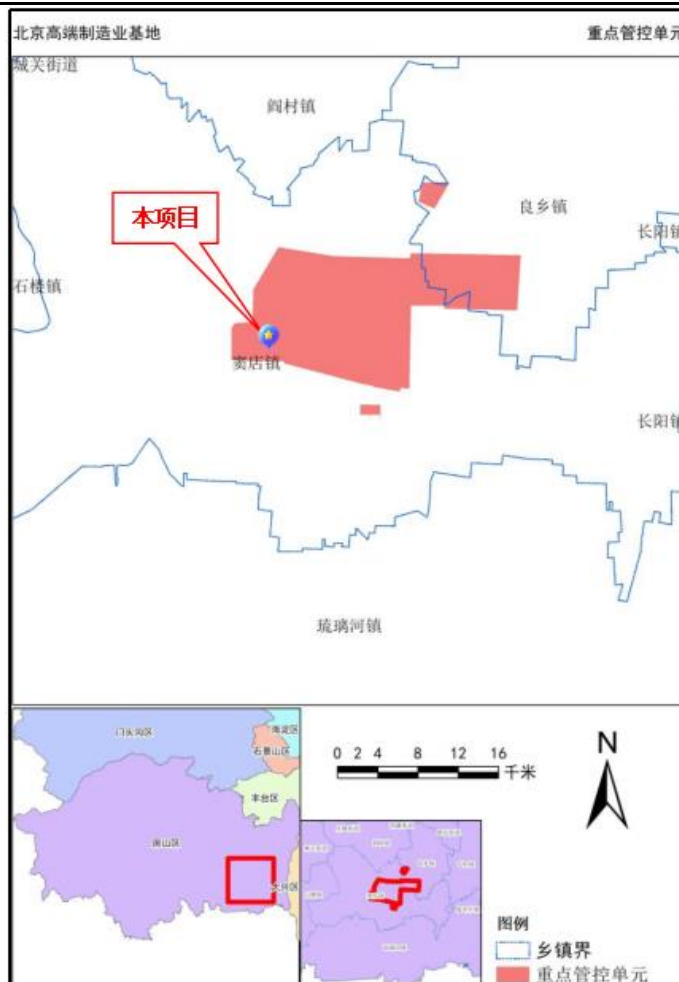 北京高端制造业基地
重点管控单元
城关街道
阎村镇
良乡镇
本项目
长阳镇
石楼镇
窦店镇
长阳镇
琉璃河镇
门头沟区
海淀区
石景山区
丰台区
房山区
大兴区
0 2 4 8 12 16
千米
N
图例
乡镇界
重点管控单元